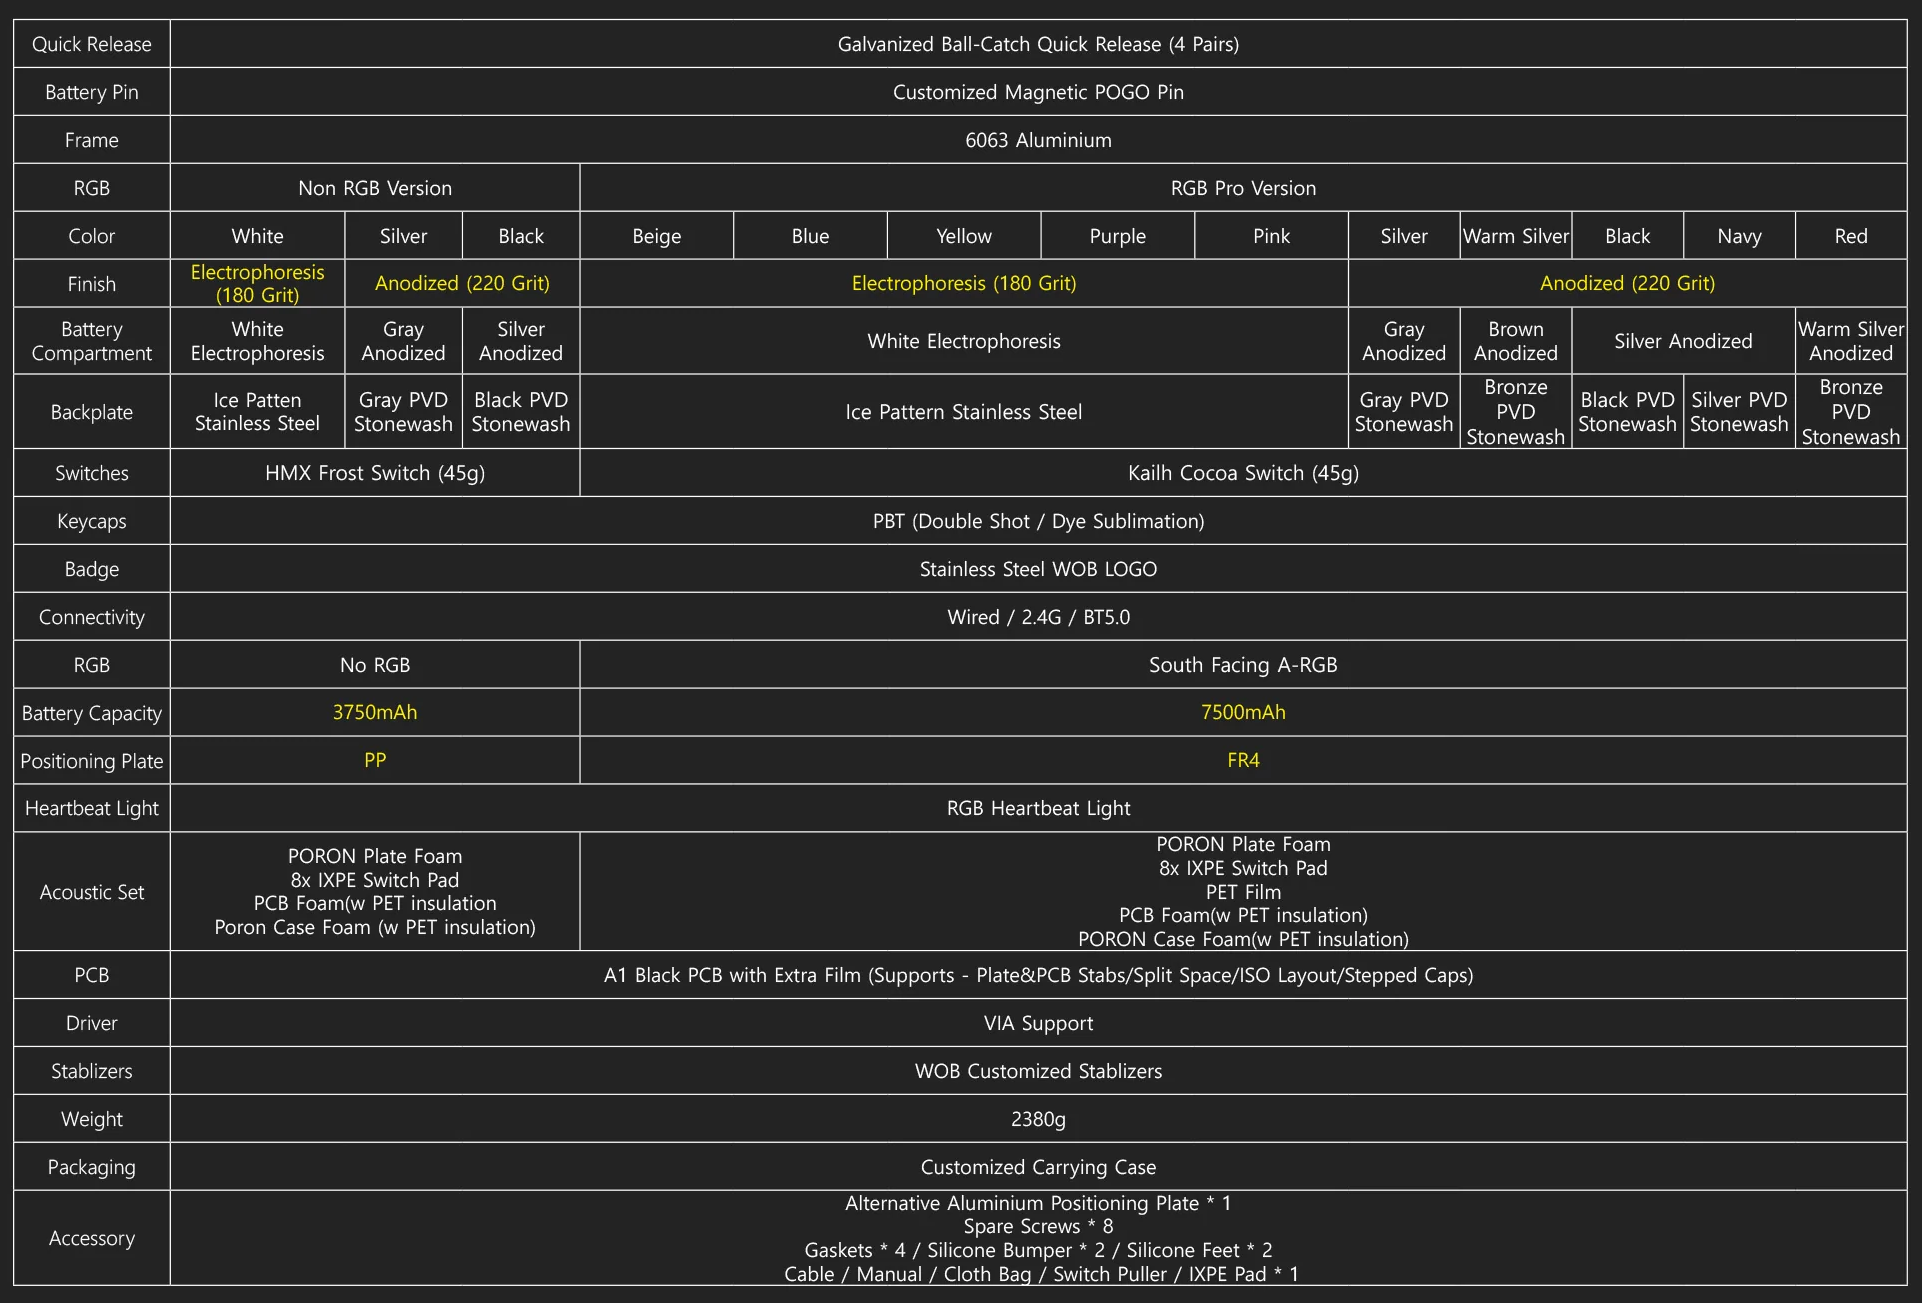 Quick Release
Galvanized Ball-Catch Quick Release (4 Pairs)
Battery Pin
Customized Magnetic POGO Pin
Frame
6063 Aluminium
RGB
Non RGB Version
RGB Pro Version
Color
White
Silver
Black
Beige
Blue
Yellow
Purple
Pink
Silver
Warm Silver
Black
Navy
Red
Finish
Electrophoresis
(180 Grit)
Anodized (220 Grit)
Electrophoresis (180 Grit)
Anodized (220 Grit)
Battery
Compartment
White
Electrophoresis
Gray
Anodized
Silver
Anodized
White Electrophoresis
Gray
Anodized
Brown
Anodized
Silver Anodized
Warm Silver
Anodized
Backplate
Ice Patten
Stainless Steel
Gray PVD
Stonewash
Black PVD
Stonewash
Ice Pattern Stainless Steel
Gray PVD
Stonewash
Bronze
PVD
Stonewash
Black PVD
Stonewash
Silver PVD
Stonewash
Bronze
PVD
Stonewash
Switches
HMX Frost Switch (45g)
Kailh Cocoa Switch (45g)
Keycaps
PBT (Double Shot / Dye Sublimation)
Badge
Stainless Steel WOB LOGO
Connectivity
Wired / 2.4G / BT5.0
RGB
No RGB
South Facing A-RGB
Battery Capacity
3750mAh
7500mAh
Positioning Plate
PP
FR4
Heartbeat Light
RGB Heartbeat Light
Acoustic Set
PORON Plate Foam
8x IXPE Switch Pad
PCB Foam(w PET insulation
Poron Case Foam (w PET insulation)
PORON Plate Foam
8x IXPE Switch Pad
PET Film
PCB Foam(w PET insulation)
PORON Case Foam(w PET insulation)
PCB
A1 Black PCB with Extra Film (Supports - Plate&PCB Stabs/Split Space/ISO Layout/Stepped Caps)
Driver
VIA Support
Stablizers
WOB Customized Stablizers
Weight
2380g
Packaging
Customized Carrying Case
Accessory
Alternative Aluminium Positioning Plate * 1
Spare Screws * 8
Gaskets * 4 / Silicone Bumper * 2 / Silicone Feet * 2
Cable / Manual / Cloth Bag / Switch Puller / IXPE Pad * 1